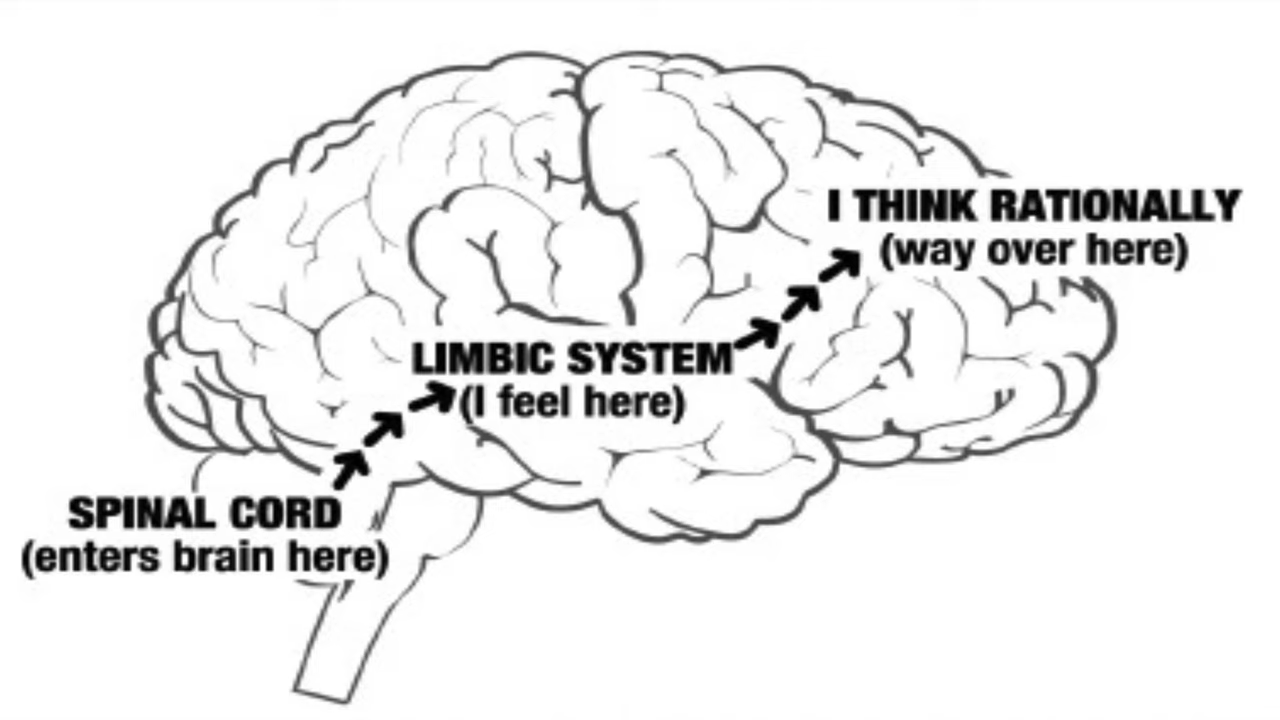 I THINK RATIONALLY
(way over here)
LIMBIC SYSTEM
(I feel here)
SPINAL CORD
(enters brain here)